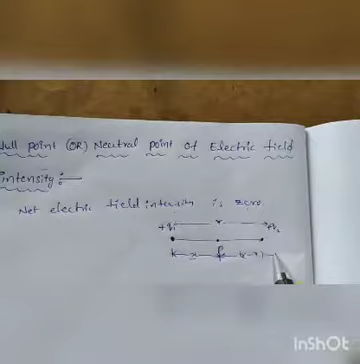 Null point (OR) Neutral point of Electric field
intensity :-
Net electric field intensity is zero.
r
+q₁ +q₂
x P
InShOt